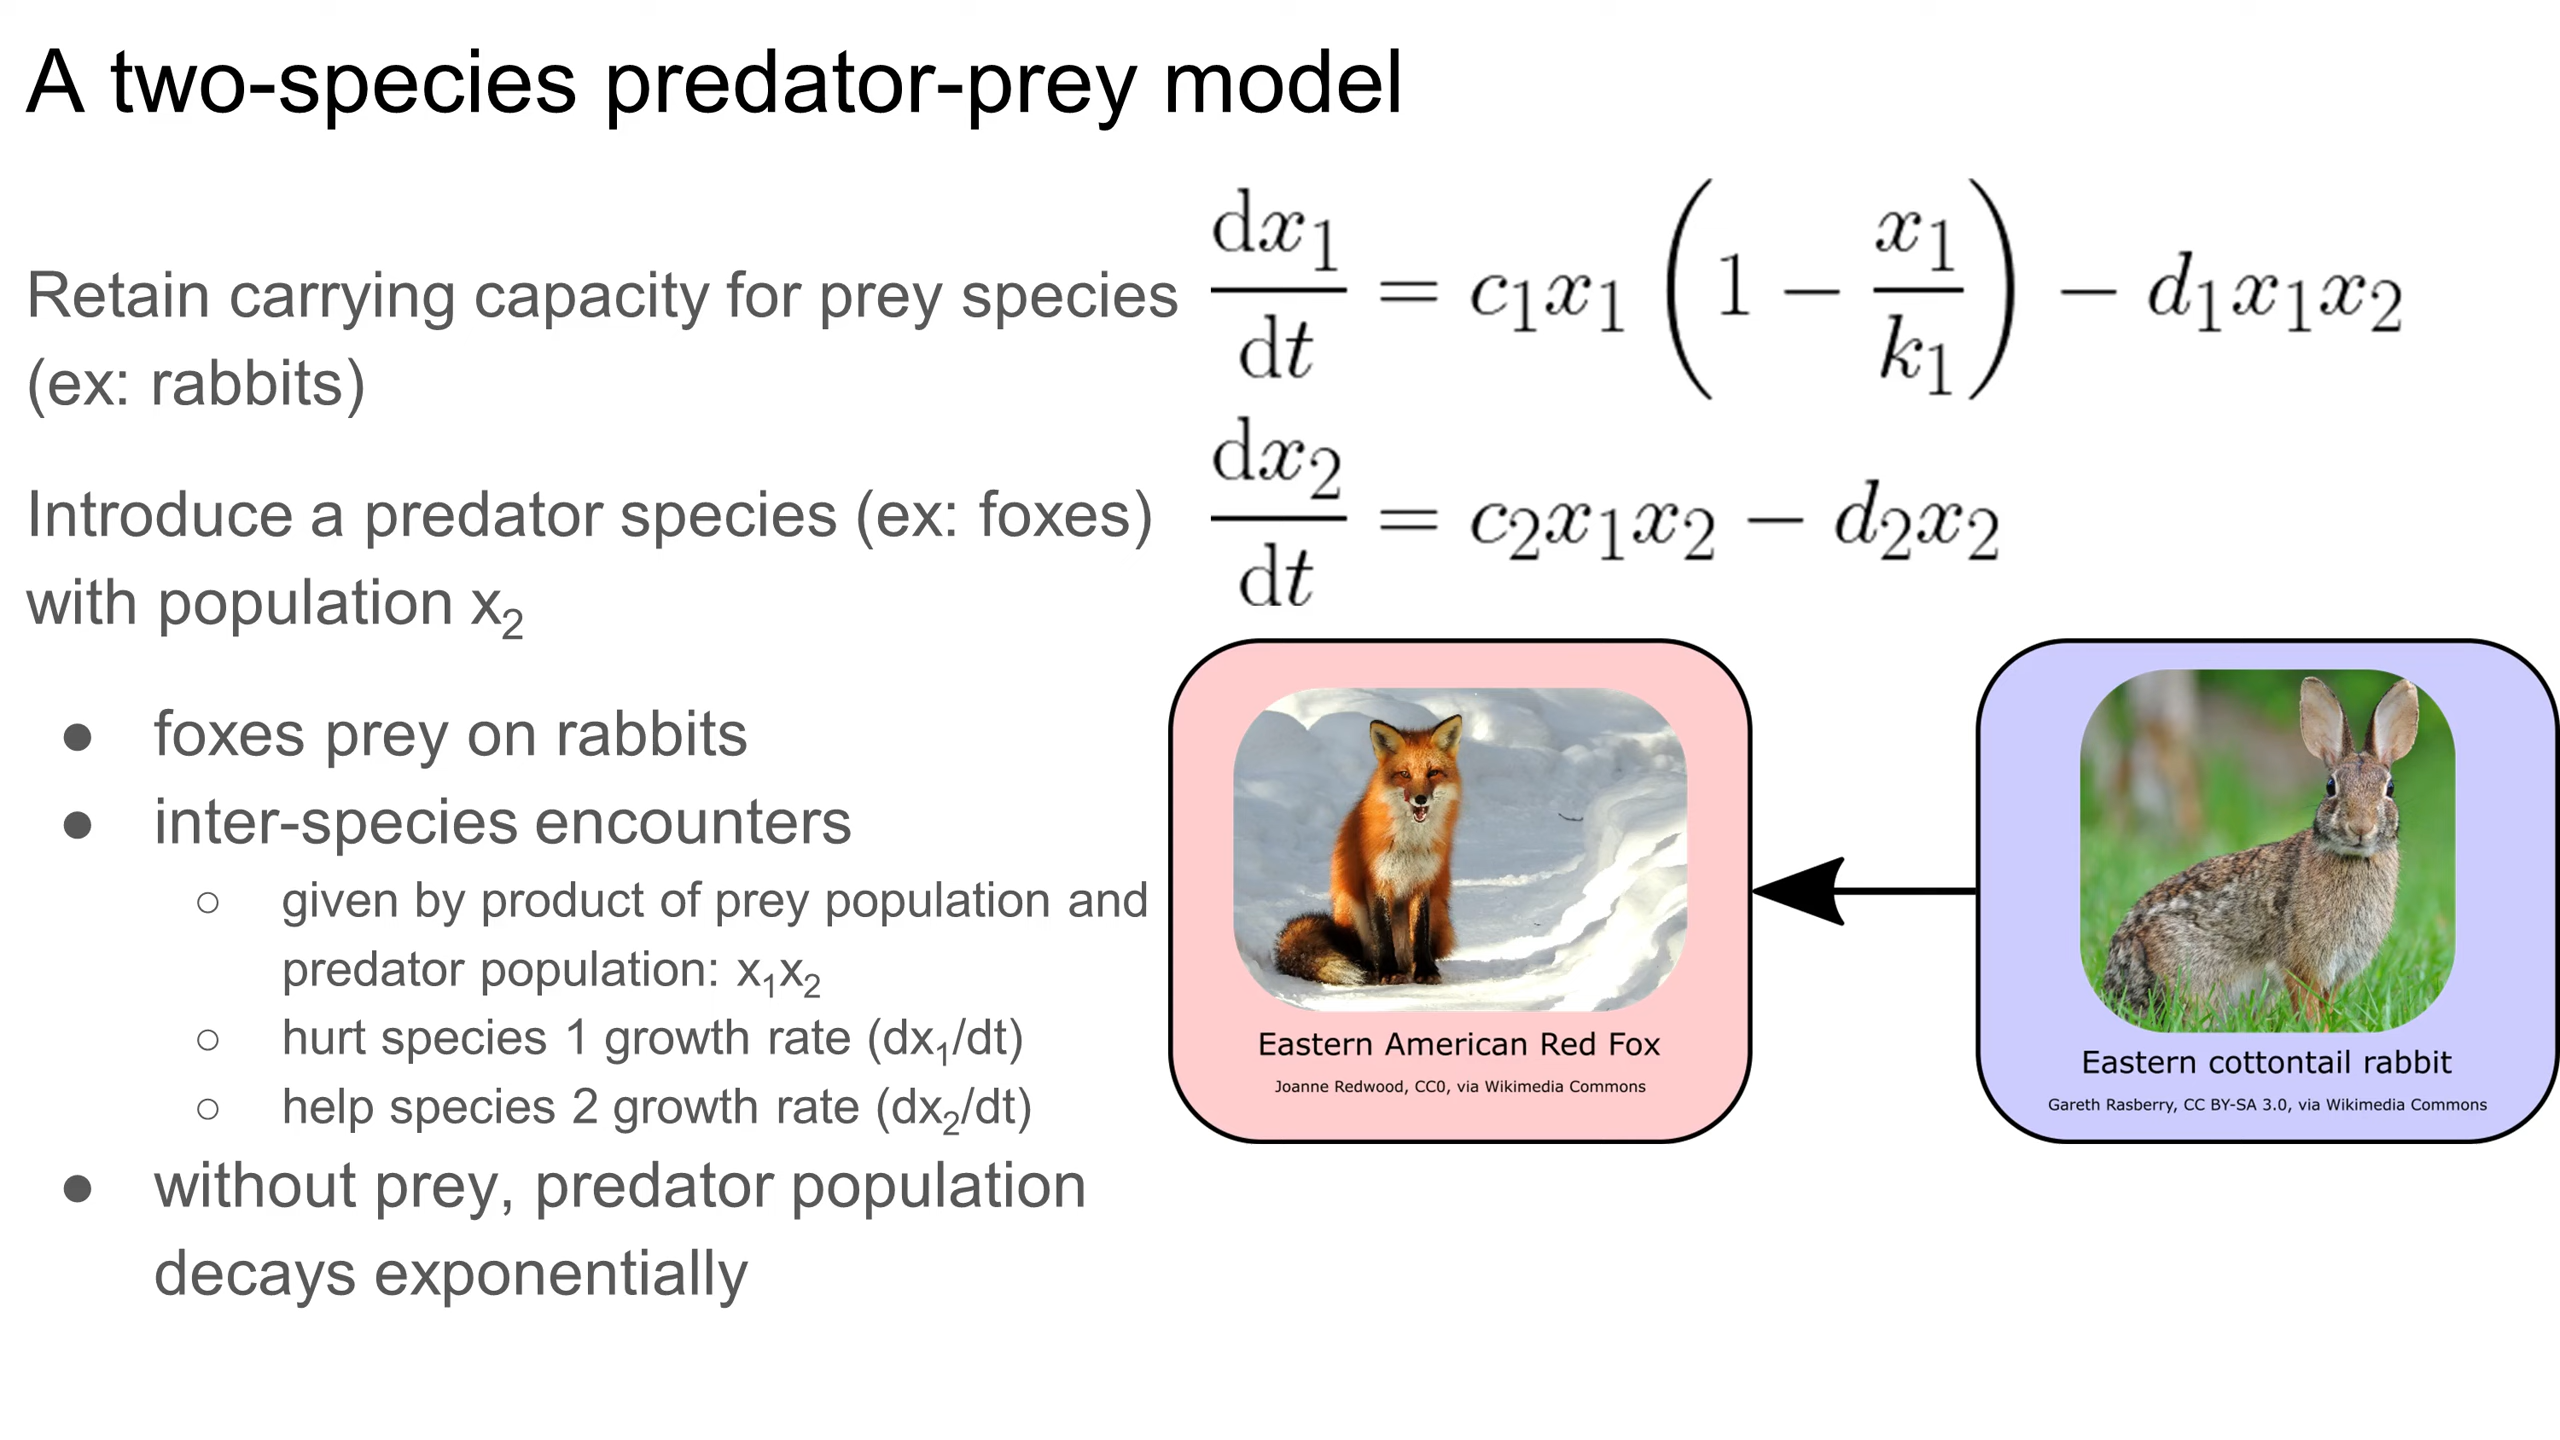 A two-species predator-prey model
Retain carrying capacity for prey species
(ex: rabbits)
Introduce a predator species (ex: foxes)
with population x₂
● foxes prey on rabbits
● inter-species encounters
○ given by product of prey population and
predator population: x₁x₂
○ hurt species 1 growth rate (dx₁/dt)
○ help species 2 growth rate (dx₂/dt)
● without prey, predator population
decays exponentially
dx₁/dt = c₁x₁ (1 − x₁/k₁) − d₁x₁x₂
dx₂/dt = c₂x₁x₂ − d₂x₂
Eastern American Red Fox
Joanne Redwood, CC0, via Wikimedia Commons
Eastern cottontail rabbit
Gareth Rasberry, CC BY-SA 3.0, via Wikimedia Commons